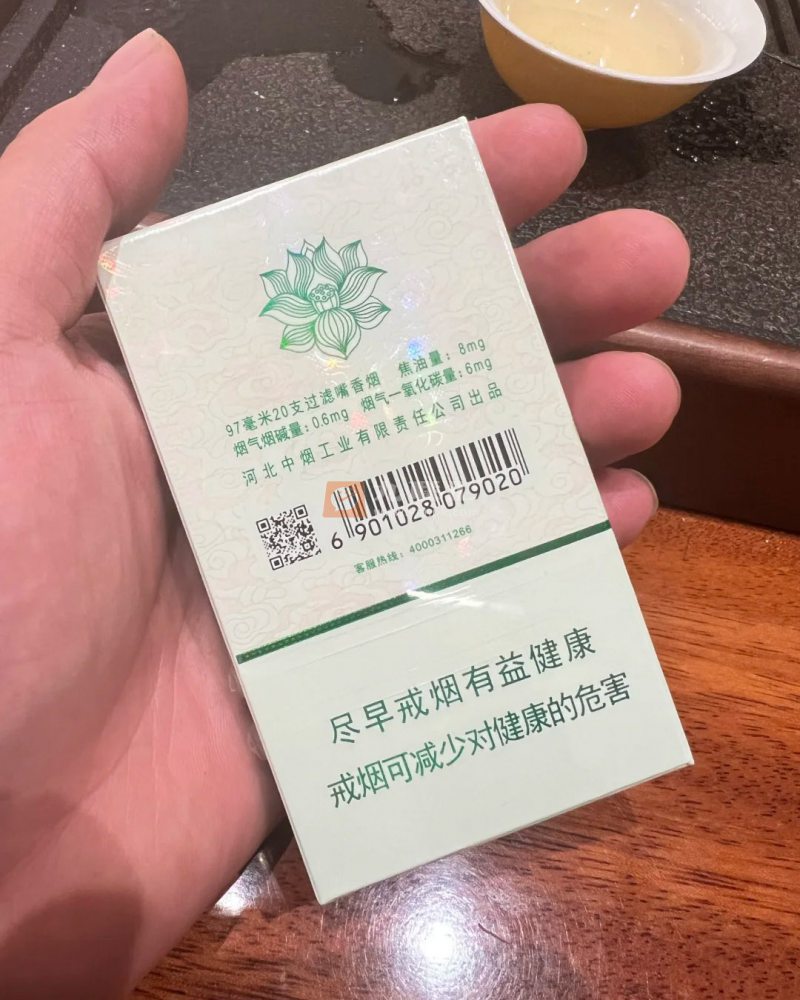 97毫米20支过滤嘴香烟 焦油量：8mg
烟气烟碱量：0.6mg 烟气一氧化碳量：6mg
河北中烟工业有限责任公司出品
6 901028 079020
客服热线：4000311266
尽早戒烟有益健康
戒烟可减少对健康的危害